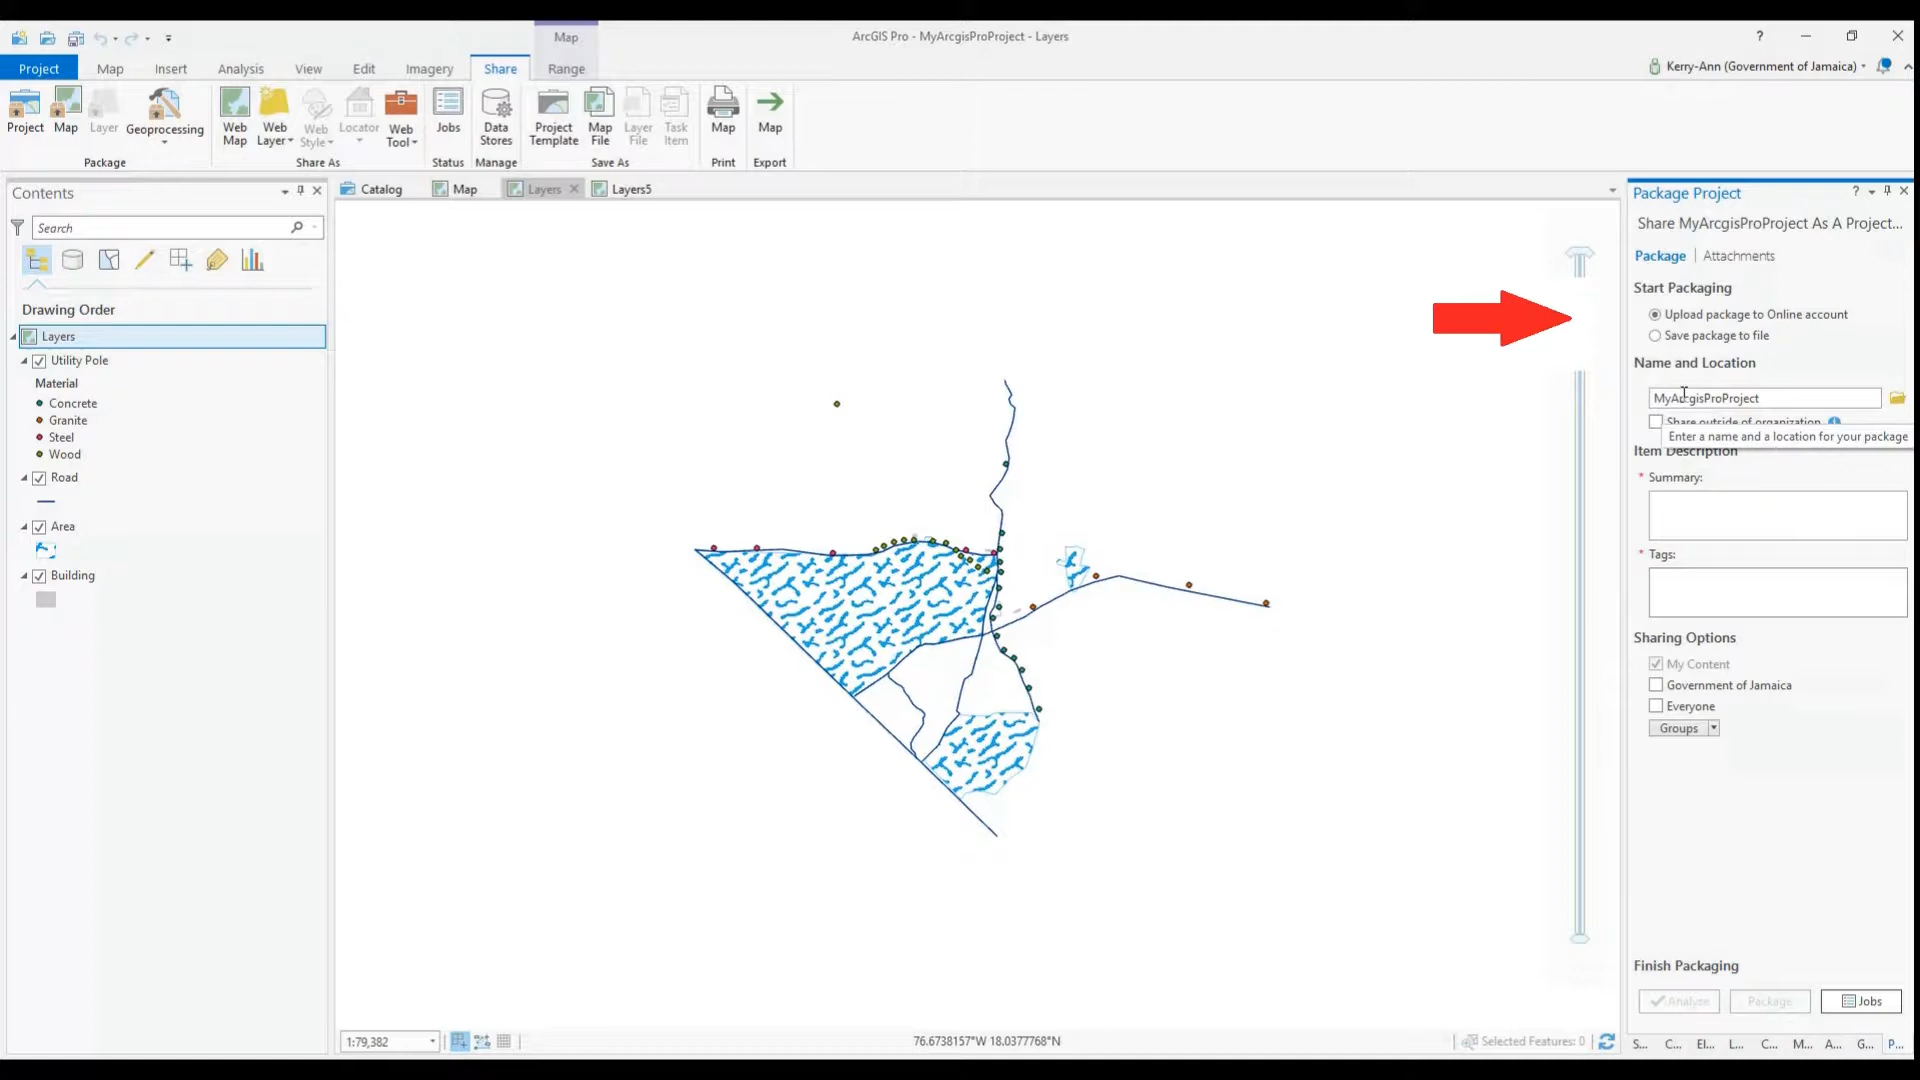 Map
ArcGIS Pro - MyArcgisProProject - Layers
?
Project Map Insert Analysis View Edit Imagery Share Range
Kerry-Ann (Government of Jamaica)
Project Map Layer Geoprocessing
Package
Web Map Web Layer Web Style Locator Web Tool
Share As
Jobs
Status
Data Stores
Manage
Project Template Map File Layer File Task Item
Save As
Map
Print
Map
Export
Contents
Search
Drawing Order
Layers
Utility Pole
Material
Concrete
Granite
Steel
Wood
Road
Area
Building
Catalog Map Layers Layers5
1:79,382
76.6738157°W 18.0377768°N
Selected Features: 0
Package Project
?
Share MyArcgisProProject As A Project...
Package | Attachments
Start Packaging
Upload package to Online account
Save package to file
Name and Location
MyArcgisProProject
Share outside of organization
Enter a name and a location for your package
Item Description
* Summary:
* Tags:
Sharing Options
My Content
Government of Jamaica
Everyone
Groups
Finish Packaging
Analyze Package Jobs
S... C... El... L... C... M... A... G... P...